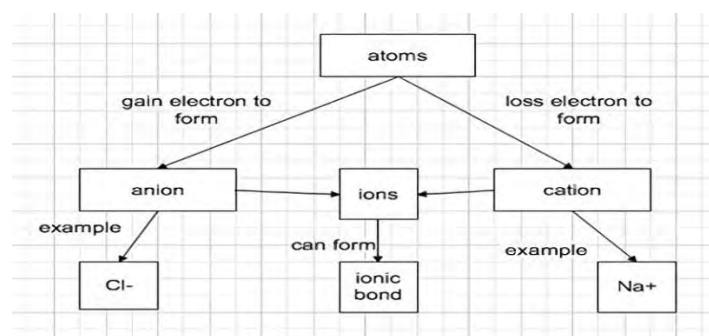 atoms
gain electron to
form
loss electron to
form
anion
ions
cation
example
can form
example
Cl-
ionic
bond
Na+